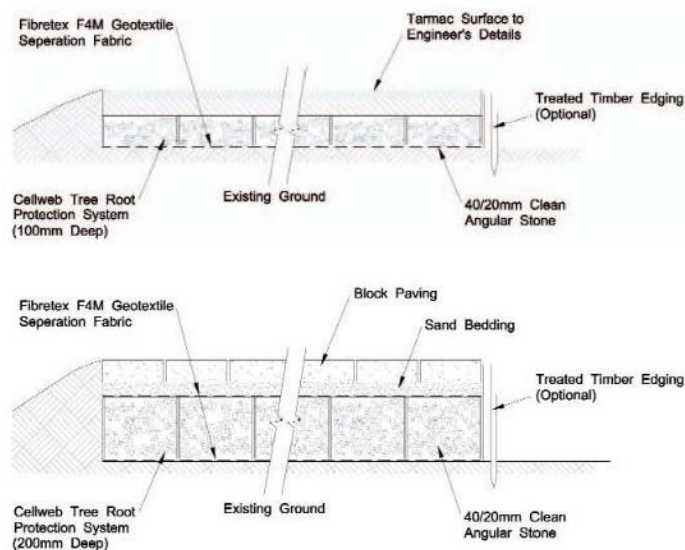 Fibretex F4M Geotextile
Seperation Fabric
Tarmac Surface to
Engineer's Details
Treated Timber Edging
(Optional)
Cellweb Tree Root
Protection System
(100mm Deep)
Existing Ground
40/20mm Clean
Angular Stone
Fibretex F4M Geotextile
Seperation Fabric
Block Paving
Sand Bedding
Treated Timber Edging
(Optional)
Cellweb Tree Root
Protection System
(200mm Deep)
Existing Ground
40/20mm Clean
Angular Stone